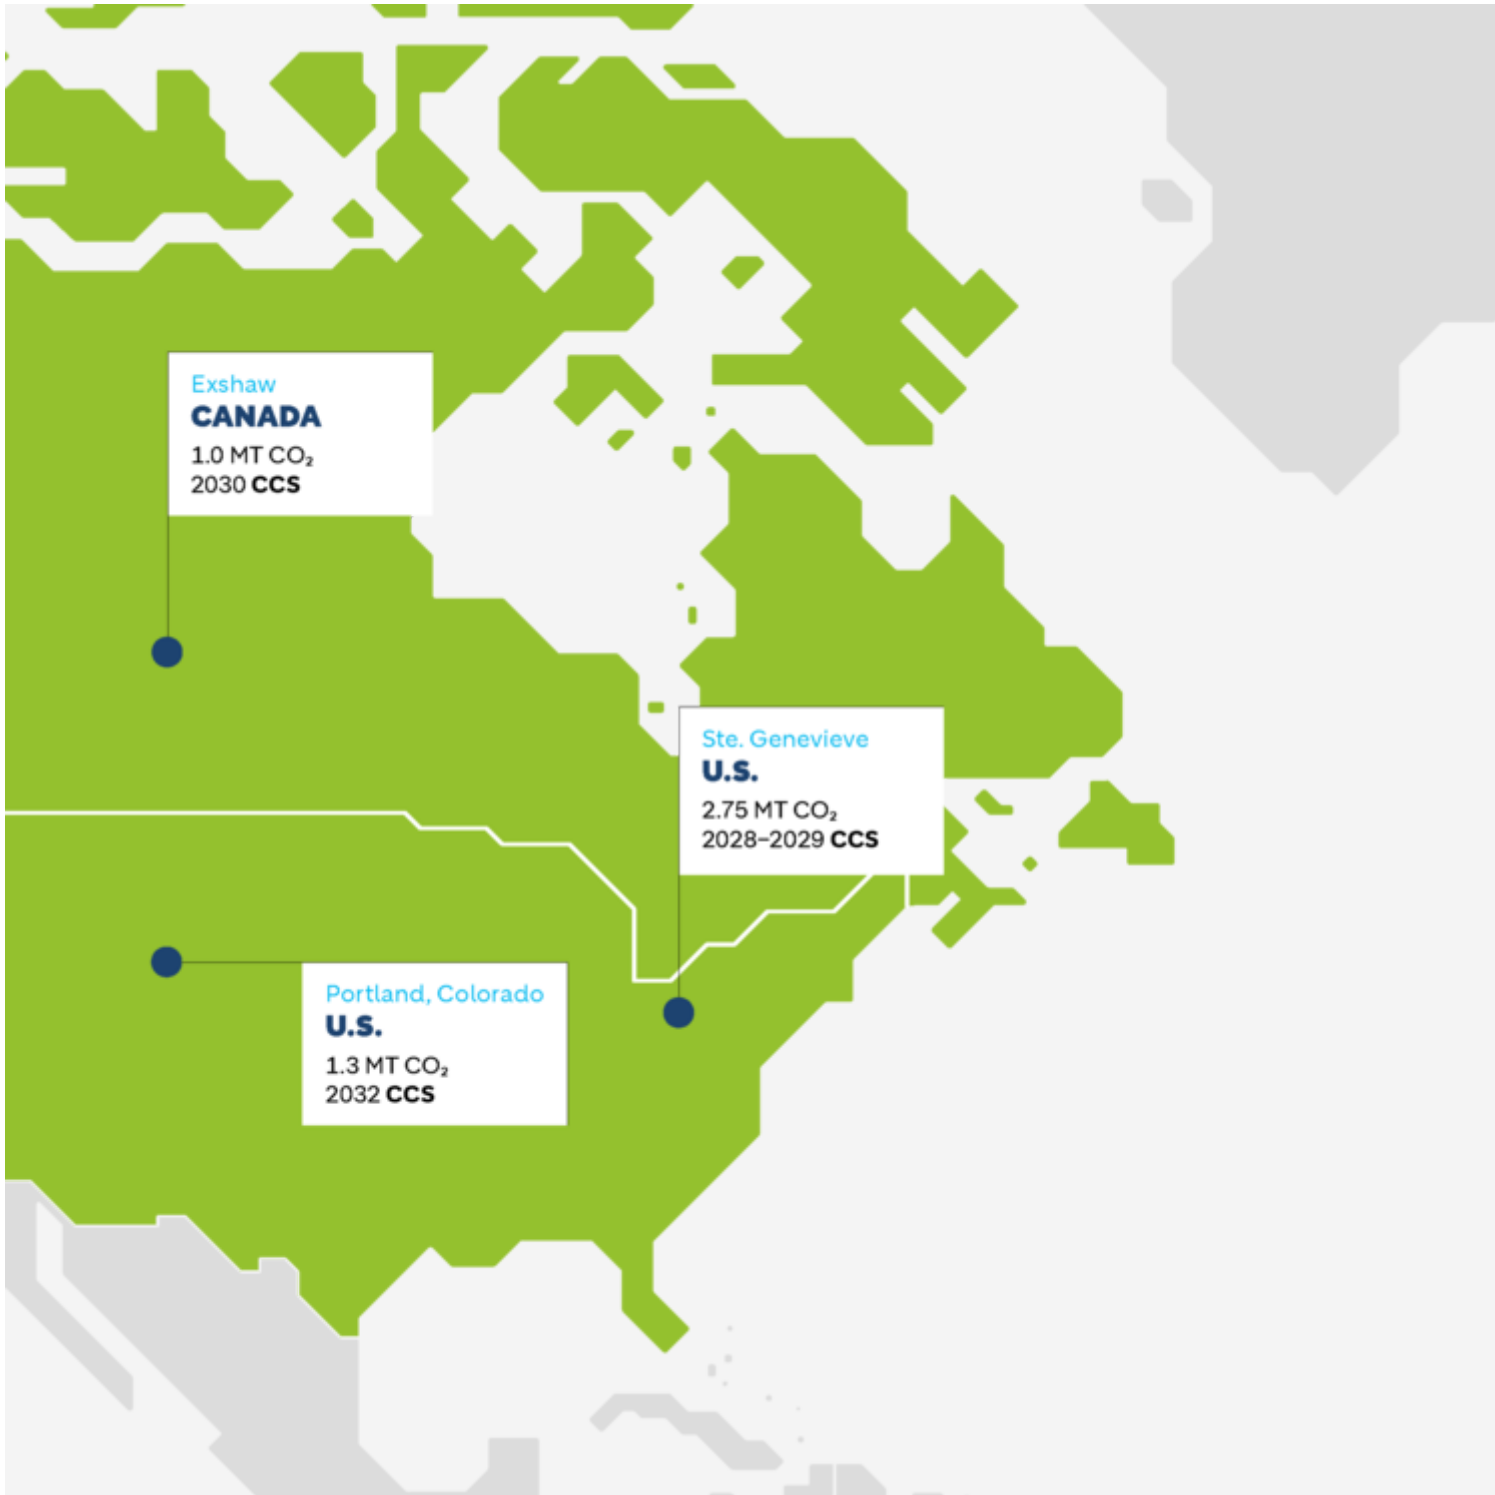 Exshaw
CANADA
1.0 MT CO₂
2030 CCS
Ste. Genevieve
U.S.
2.75 MT CO₂
2028–2029 CCS
Portland, Colorado
U.S.
1.3 MT CO₂
2032 CCS